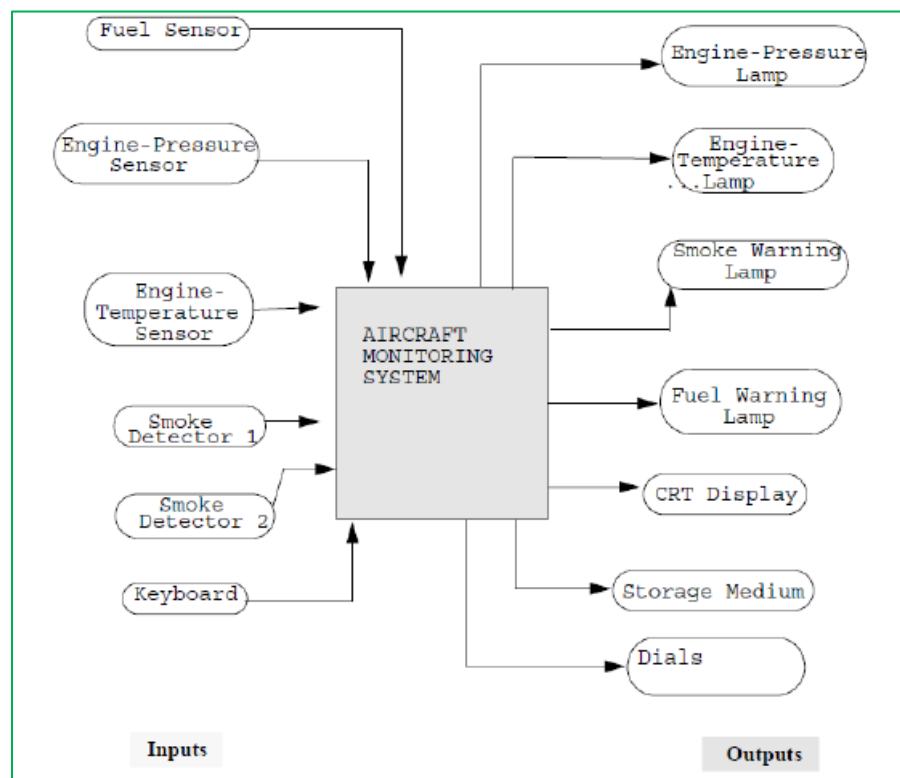 Fuel Sensor
Engine-Pressure
Sensor
Engine-
Temperature
Sensor
Smoke
Detector 1
Smoke
Detector 2
Keyboard
AIRCRAFT
MONITORING
SYSTEM
Engine-Pressure
Lamp
Engine-
Temperature
...Lamp
Smoke Warning
Lamp
Fuel Warning
Lamp
CRT Display
Storage Medium
Dials
Inputs
Outputs